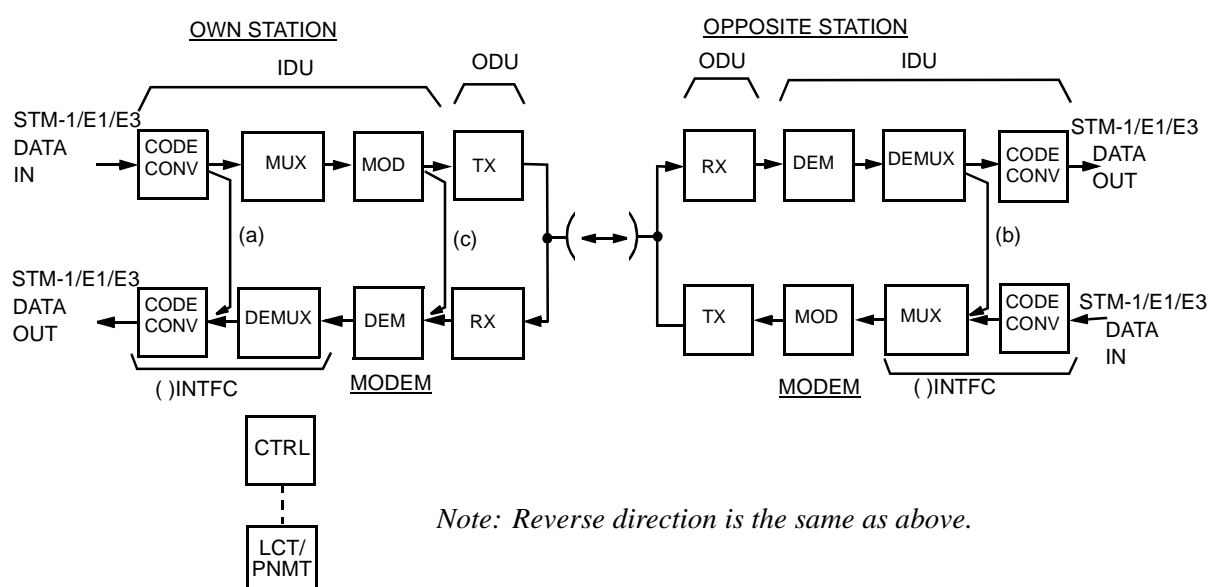 OWN STATION
OPPOSITE STATION
IDU
ODU
ODU
IDU
STM-1/E1/E3
DATA
IN
CODE
CONV
MUX
MOD
TX
RX
DEM
DEMUX
CODE
CONV
STM-1/E1/E3
DATA
OUT
(a)
(c)
(b)
STM-1/E1/E3
DATA
OUT
CODE
CONV
DEMUX
DEM
RX
TX
MOD
MUX
CODE
CONV
STM-1/E1/E3
DATA
IN
( )INTFC
MODEM
MODEM
( )INTFC
CTRL
LCT/
PNMT
Note: Reverse direction is the same as above.